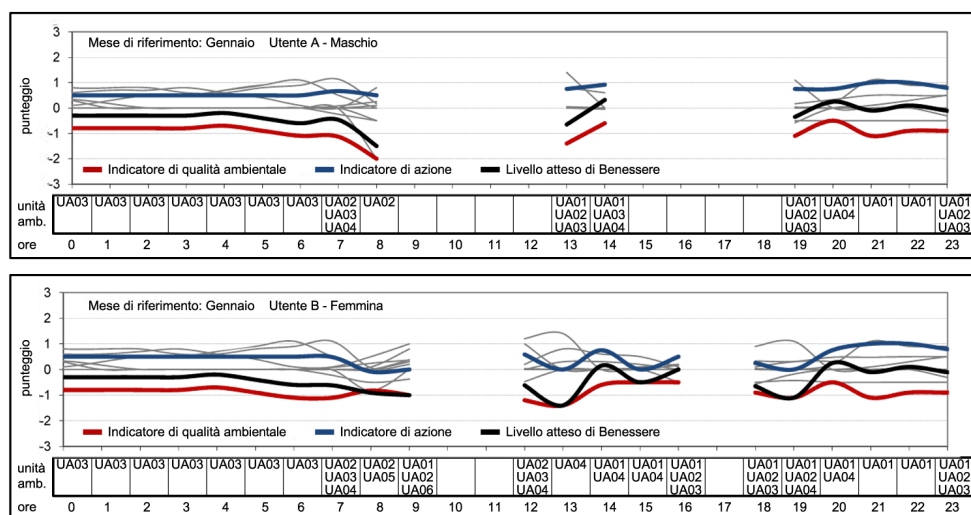 Mese di riferimento: Gennaio Utente A - Maschio
punteggio
3
2
1
0
-1
-2
-3
Indicatore di qualità ambientale Indicatore di azione Livello atteso di Benessere
unità amb.
UA03 UA03 UA03 UA03 UA03 UA03 UA03 UA02 UA02 UA01 UA01 UA01 UA01 UA01 UA01 UA01
UA03 UA02 UA03 UA02 UA04 UA02
UA04 UA03 UA04 UA03 UA03
ore 0 1 2 3 4 5 6 7 8 9 10 11 12 13 14 15 16 17 18 19 20 21 22 23
Mese di riferimento: Gennaio Utente B - Femmina
punteggio
3
2
1
0
-1
-2
-3
Indicatore di qualità ambientale Indicatore di azione Livello atteso di Benessere
unità amb.
UA03 UA03 UA03 UA03 UA03 UA03 UA03 UA02 UA02 UA01 UA02 UA04 UA01 UA01 UA01 UA01 UA01 UA01 UA01 UA01 UA01
UA03 UA05 UA02 UA03 UA04 UA04 UA02 UA02 UA02 UA04 UA02
UA04 UA06 UA04 UA03 UA03 UA04 UA03
ore 0 1 2 3 4 5 6 7 8 9 10 11 12 13 14 15 16 17 18 19 20 21 22 23